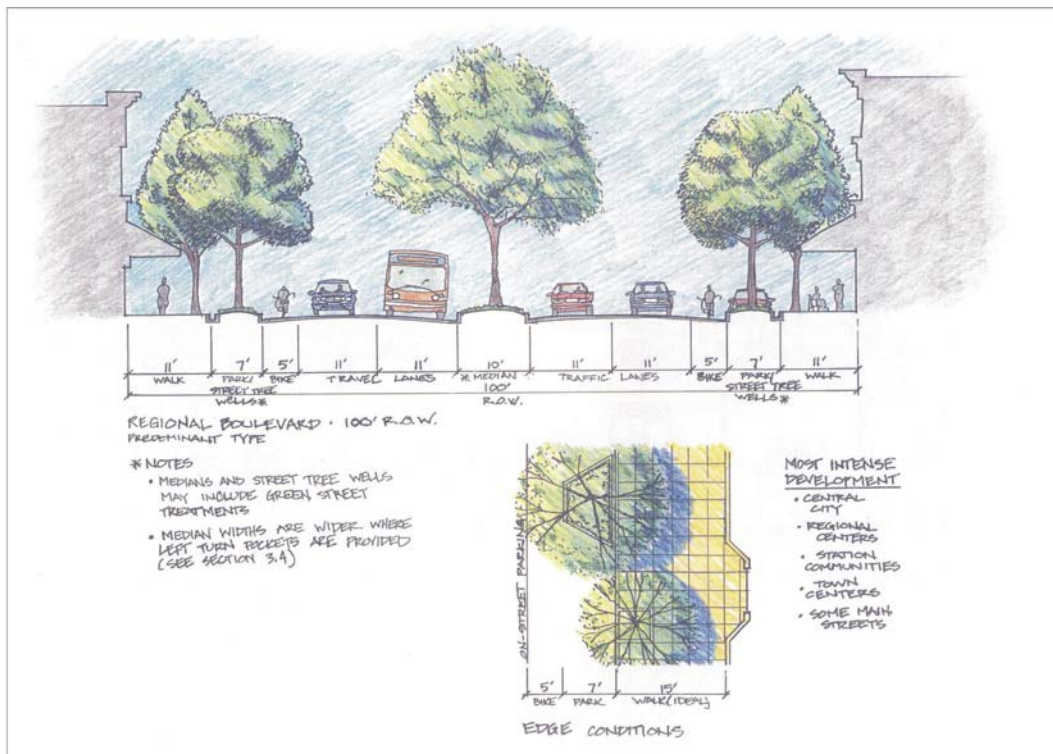 11' 7' 5' 11' 11' 10' 11' 11' 5' 7' 11'
WALK PARK/ BIKE TRAVEL LANES * MEDIAN TRAFFIC LANES BIKE PARK/ WALK
STREET TREE 100' STREET TREE
WELLS * R.O.W. WELLS *
REGIONAL BOULEVARD · 100' R.O.W.
PREDOMINANT TYPE
* NOTES
• MEDIANS AND STREET TREE WELLS
MAY INCLUDE GREEN STREET
TREATMENTS
• MEDIAN WIDTHS ARE WIDER WHERE
LEFT TURN POCKETS ARE PROVIDED
(SEE SECTION 3.4)
ON-STREET PARKING
5' 7' 15'
BIKE PARK WALK (IDEAL)
EDGE CONDITIONS
MOST INTENSE
DEVELOPMENT
• CENTRAL
CITY
• REGIONAL
CENTERS
• STATION
COMMUNITIES
• TOWN
CENTERS
• SOME MAIN
STREETS